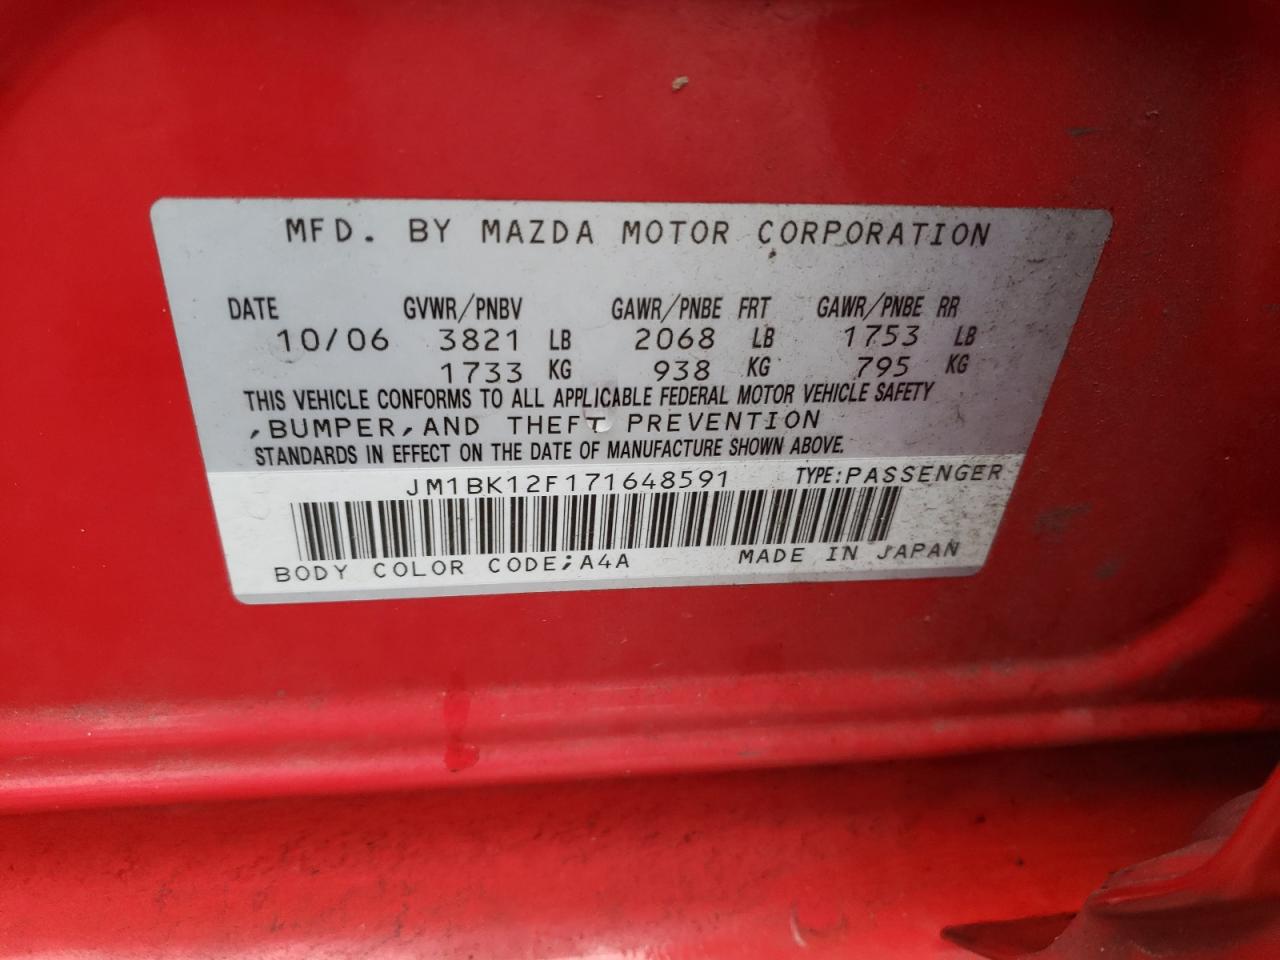 MFD. BY MAZDA MOTOR CORPORATION
DATE GVWR/PNBV GAWR/PNBE FRT GAWR/PNBE RR
10/06 3821 LB 2068 LB 1753 LB
1733 KG 938 KG 795 KG
THIS VEHICLE CONFORMS TO ALL APPLICABLE FEDERAL MOTOR VEHICLE SAFETY
,BUMPER,AND THEFT PREVENTION
STANDARDS IN EFFECT ON THE DATE OF MANUFACTURE SHOWN ABOVE.
JM1BK12F171648591 TYPE:PASSENGER
BODY COLOR CODE;A4A MADE IN JAPAN